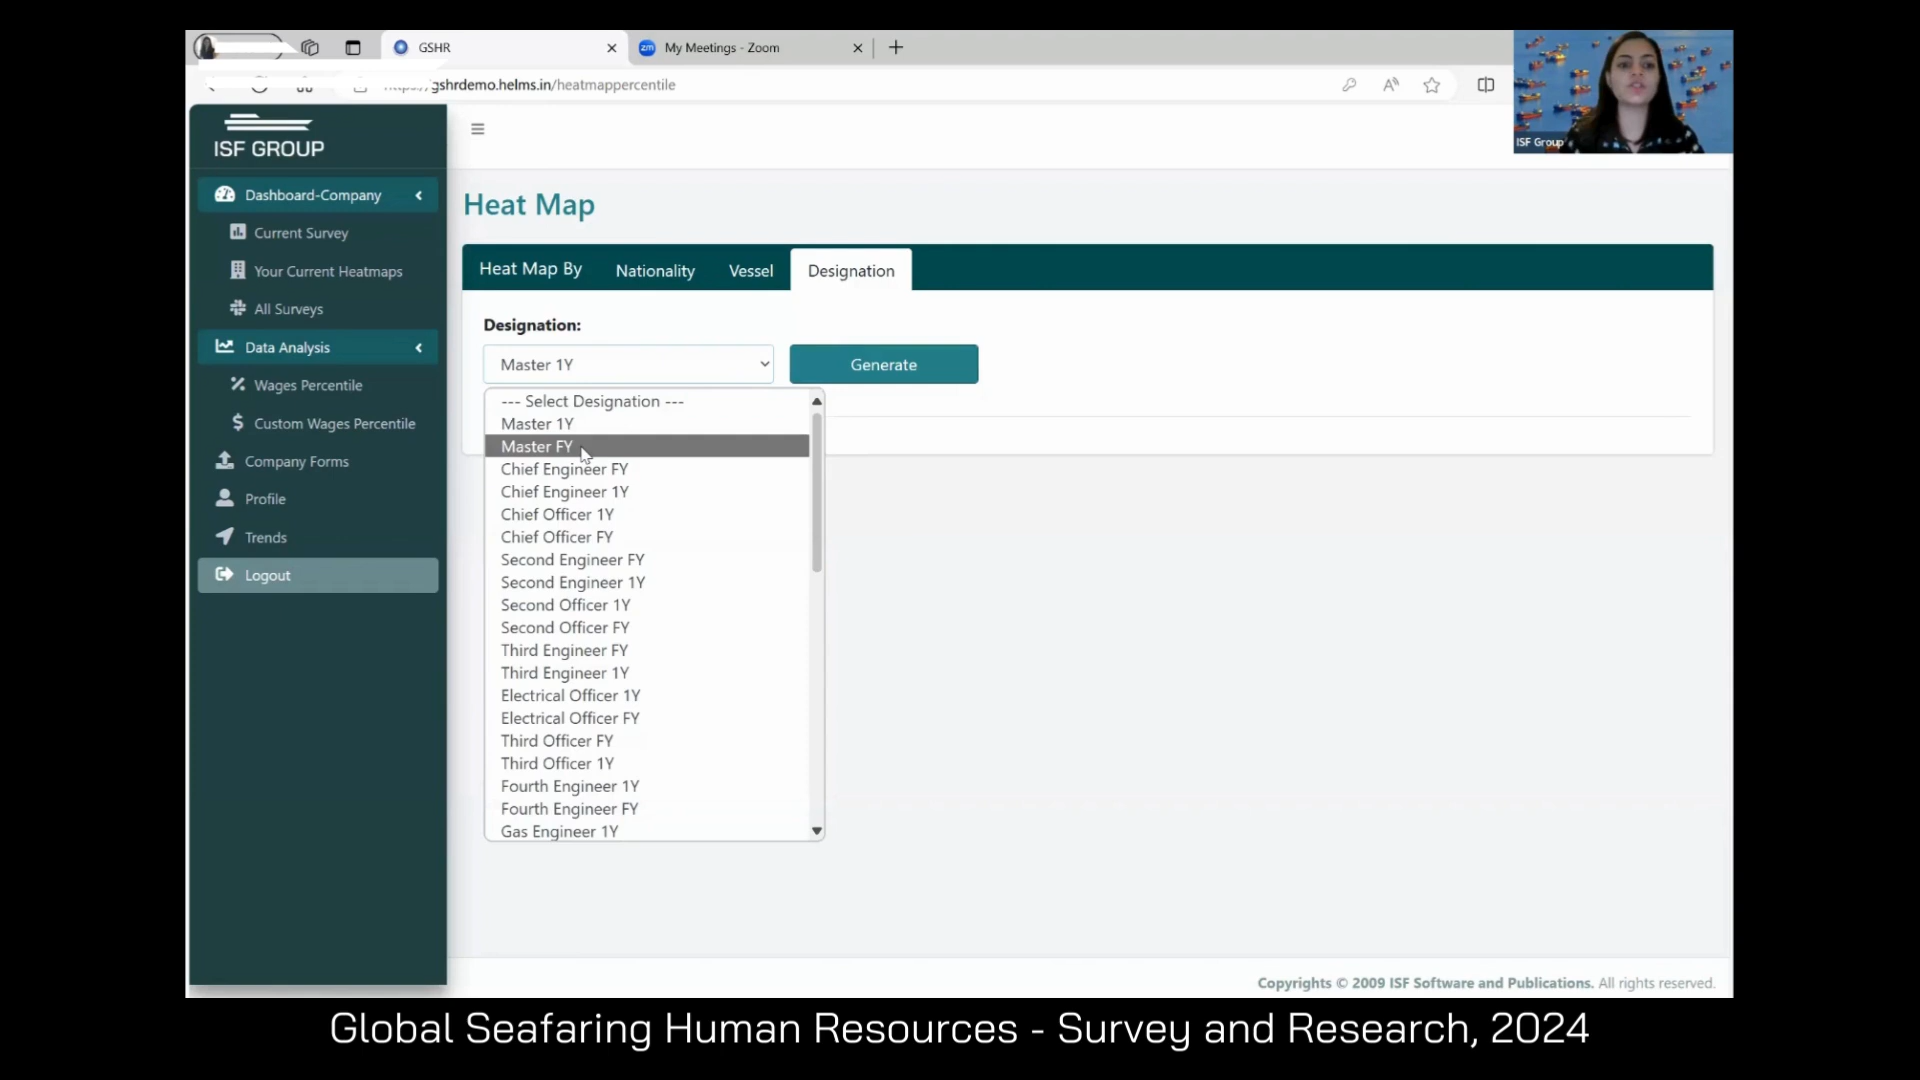 GSHR
My Meetings - Zoom
gshrdemo.helms.in/heatmappercentile
ISF Group
ISF GROUP
Dashboard-Company
Current Survey
Your Current Heatmaps
All Surveys
Data Analysis
Wages Percentile
Custom Wages Percentile
Company Forms
Profile
Trends
Logout
Heat Map
Heat Map By Nationality Vessel Designation
Designation:
Master 1Y
Generate
--- Select Designation ---
Master 1Y
Master FY
Chief Engineer FY
Chief Engineer 1Y
Chief Officer 1Y
Chief Officer FY
Second Engineer FY
Second Engineer 1Y
Second Officer 1Y
Second Officer FY
Third Engineer FY
Third Engineer 1Y
Electrical Officer 1Y
Electrical Officer FY
Third Officer FY
Third Officer 1Y
Fourth Engineer 1Y
Fourth Engineer FY
Gas Engineer 1Y
Copyrights © 2009 ISF Software and Publications. All rights reserved.
Global Seafaring Human Resources - Survey and Research, 2024